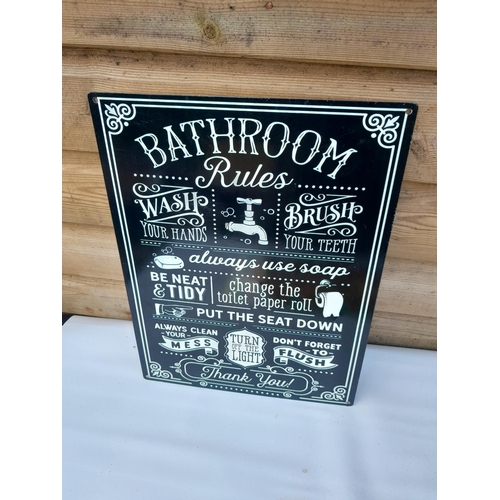 BATHROOM
Rules
WASH
YOUR HANDS
BRUSH
YOUR TEETH
always use soap
BE NEAT
& TIDY
change the
toilet paper roll
PUT THE SEAT DOWN
ALWAYS CLEAN
YOUR
MESS
TURN
OFF THE
LIGHT
DON'T FORGET
TO
FLUSH
Thank You!